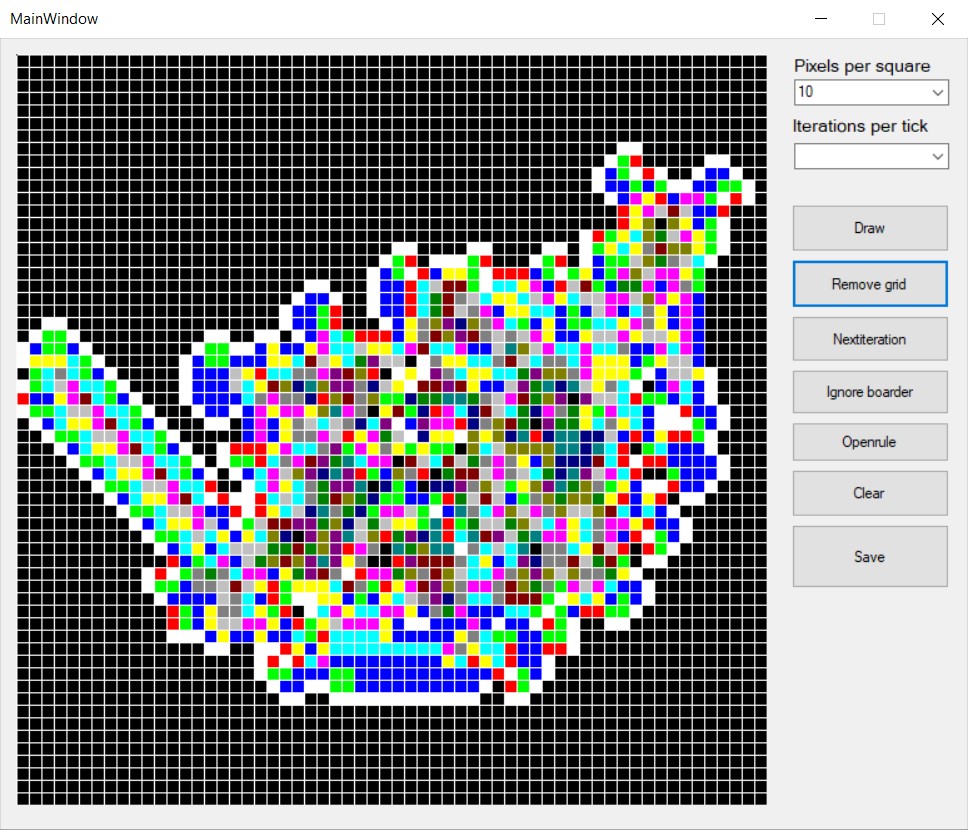 MainWindow
Pixels per square
10
Iterations per tick
Draw
Remove grid
Nextiteration
Ignore boarder
Openrule
Clear
Save